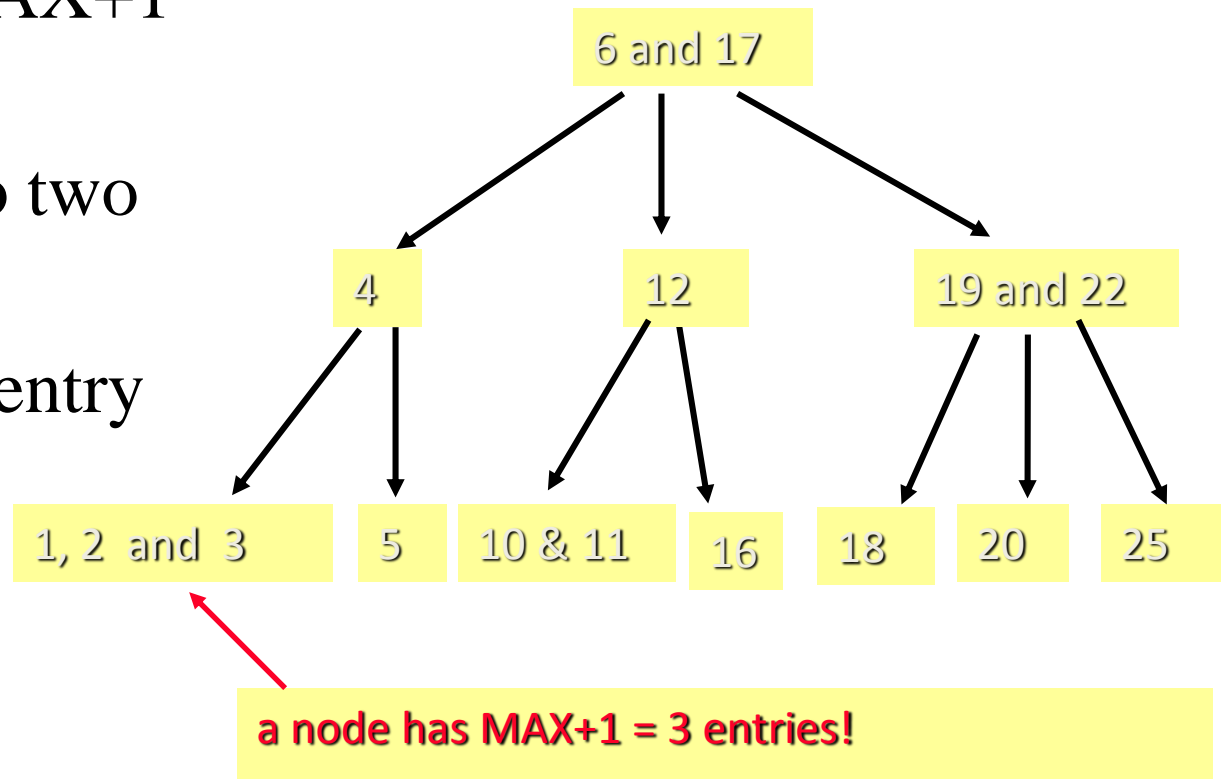 MAX+1
6 and 17
two
4
12
19 and 22
entry
1, 2 and 3
5
10 & 11
16
18
20
25
a node has MAX+1 = 3 entries!